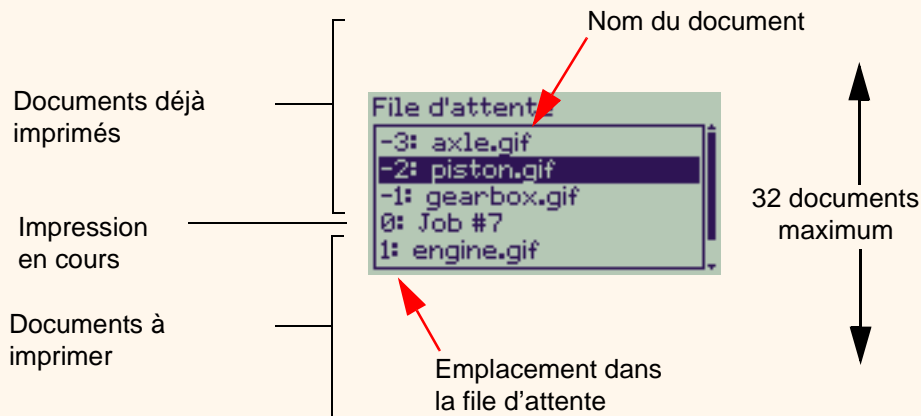 Nom du document
Documents déjà
imprimés
File d'attente
-3: axle.gif
-2: piston.gif
-1: gearbox.gif
0: Job #7
1: engine.gif
32 documents
maximum
Impression
en cours
Documents à
imprimer
Emplacement dans
la file d'attente